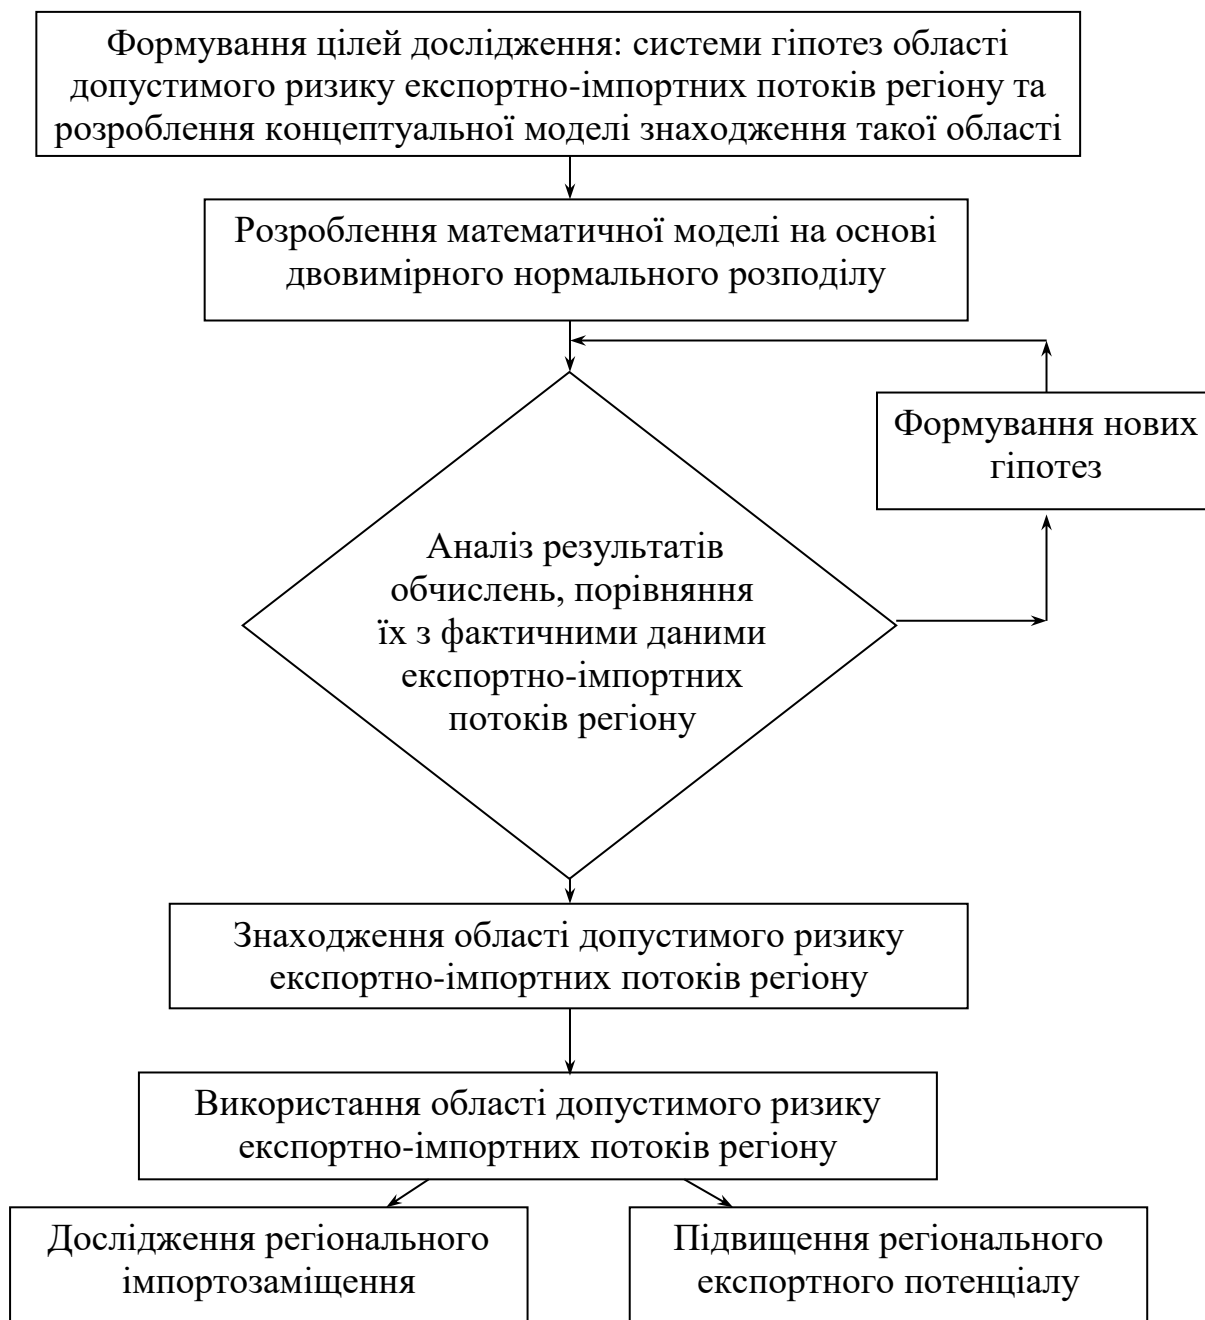 Формування цілей дослідження: системи гіпотез області
допустимого ризику експортно-імпортних потоків регіону та
розроблення концептуальної моделі знаходження такої області
Розроблення математичної моделі на основі
двовимірного нормального розподілу
Формування нових
гіпотез
Аналіз результатів
обчислень, порівняння
їх з фактичними даними
експортно-імпортних
потоків регіону
Знаходження області допустимого ризику
експортно-імпортних потоків регіону
Використання області допустимого ризику
експортно-імпортних потоків регіону
Дослідження регіонального
імпортозаміщення
Підвищення регіонального
експортного потенціалу